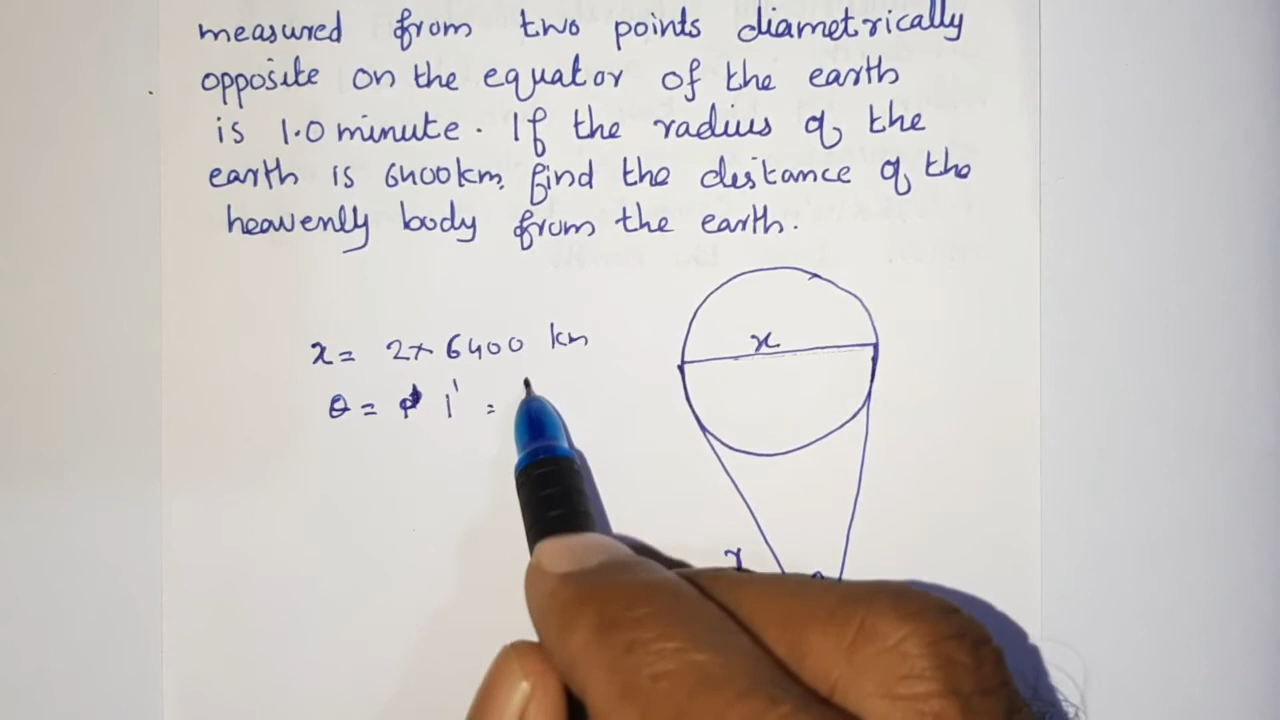 measured from two points diametrically
opposite on the equator of the earth
is 1.0 minute. If the radius of the
earth is 6400km, find the distance of the
heavenly body from the earth.
x = 2x 6400 km
θ = 1' =
x
r